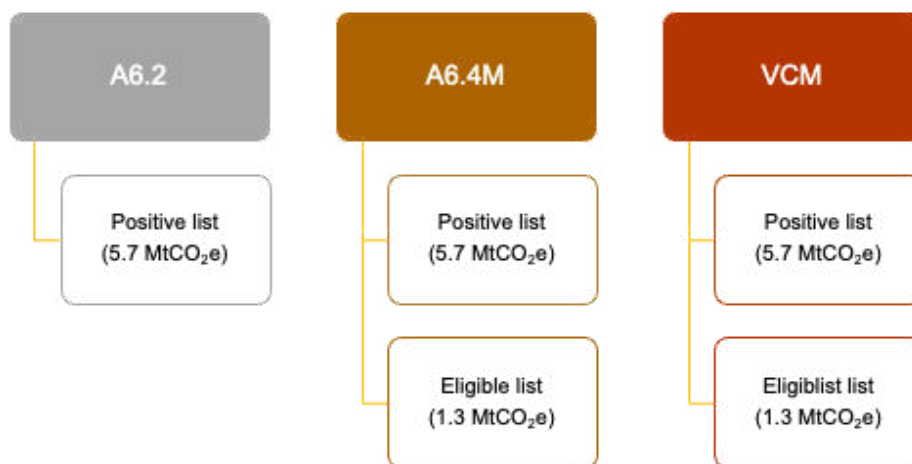 A6.2
Positive list
(5.7 MtCO₂e)
A6.4M
Positive list
(5.7 MtCO₂e)
Eligible list
(1.3 MtCO₂e)
VCM
Positive list
(5.7 MtCO₂e)
Eligiblist list
(1.3 MtCO₂e)